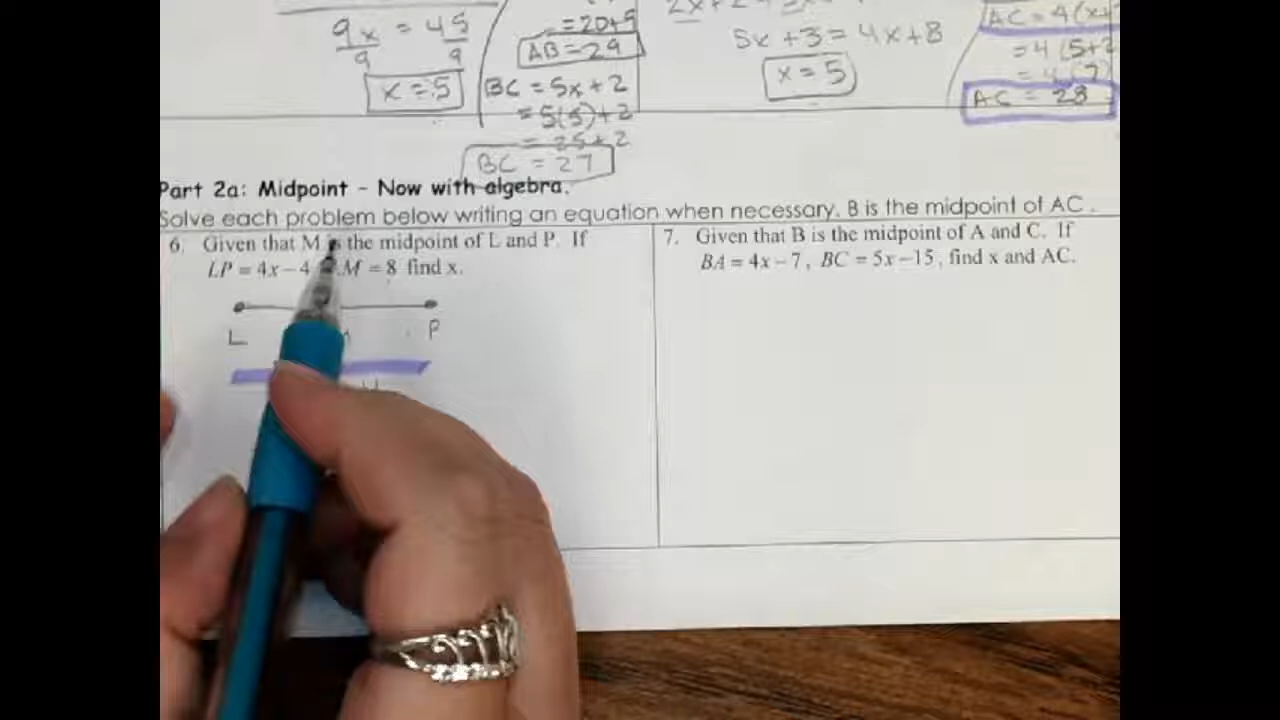 9x = 45
9 9
x = 5
= 20+9
AB = 29
BC = 5x + 2
= 5(5)+2
= 25+2
BC = 27
5x + 3 = 4x + 8
x = 5
AC = 4(x+
= 4(5+2
= 4(7)
AC = 28
Part 2a: Midpoint - Now with algebra.
Solve each problem below writing an equation when necessary. B is the midpoint of AC.
6. Given that M is the midpoint of L and P. If
LP = 4x – 4 M = 8 find x.
L P
7. Given that B is the midpoint of A and C. If
BA = 4x – 7, BC = 5x – 15, find x and AC.